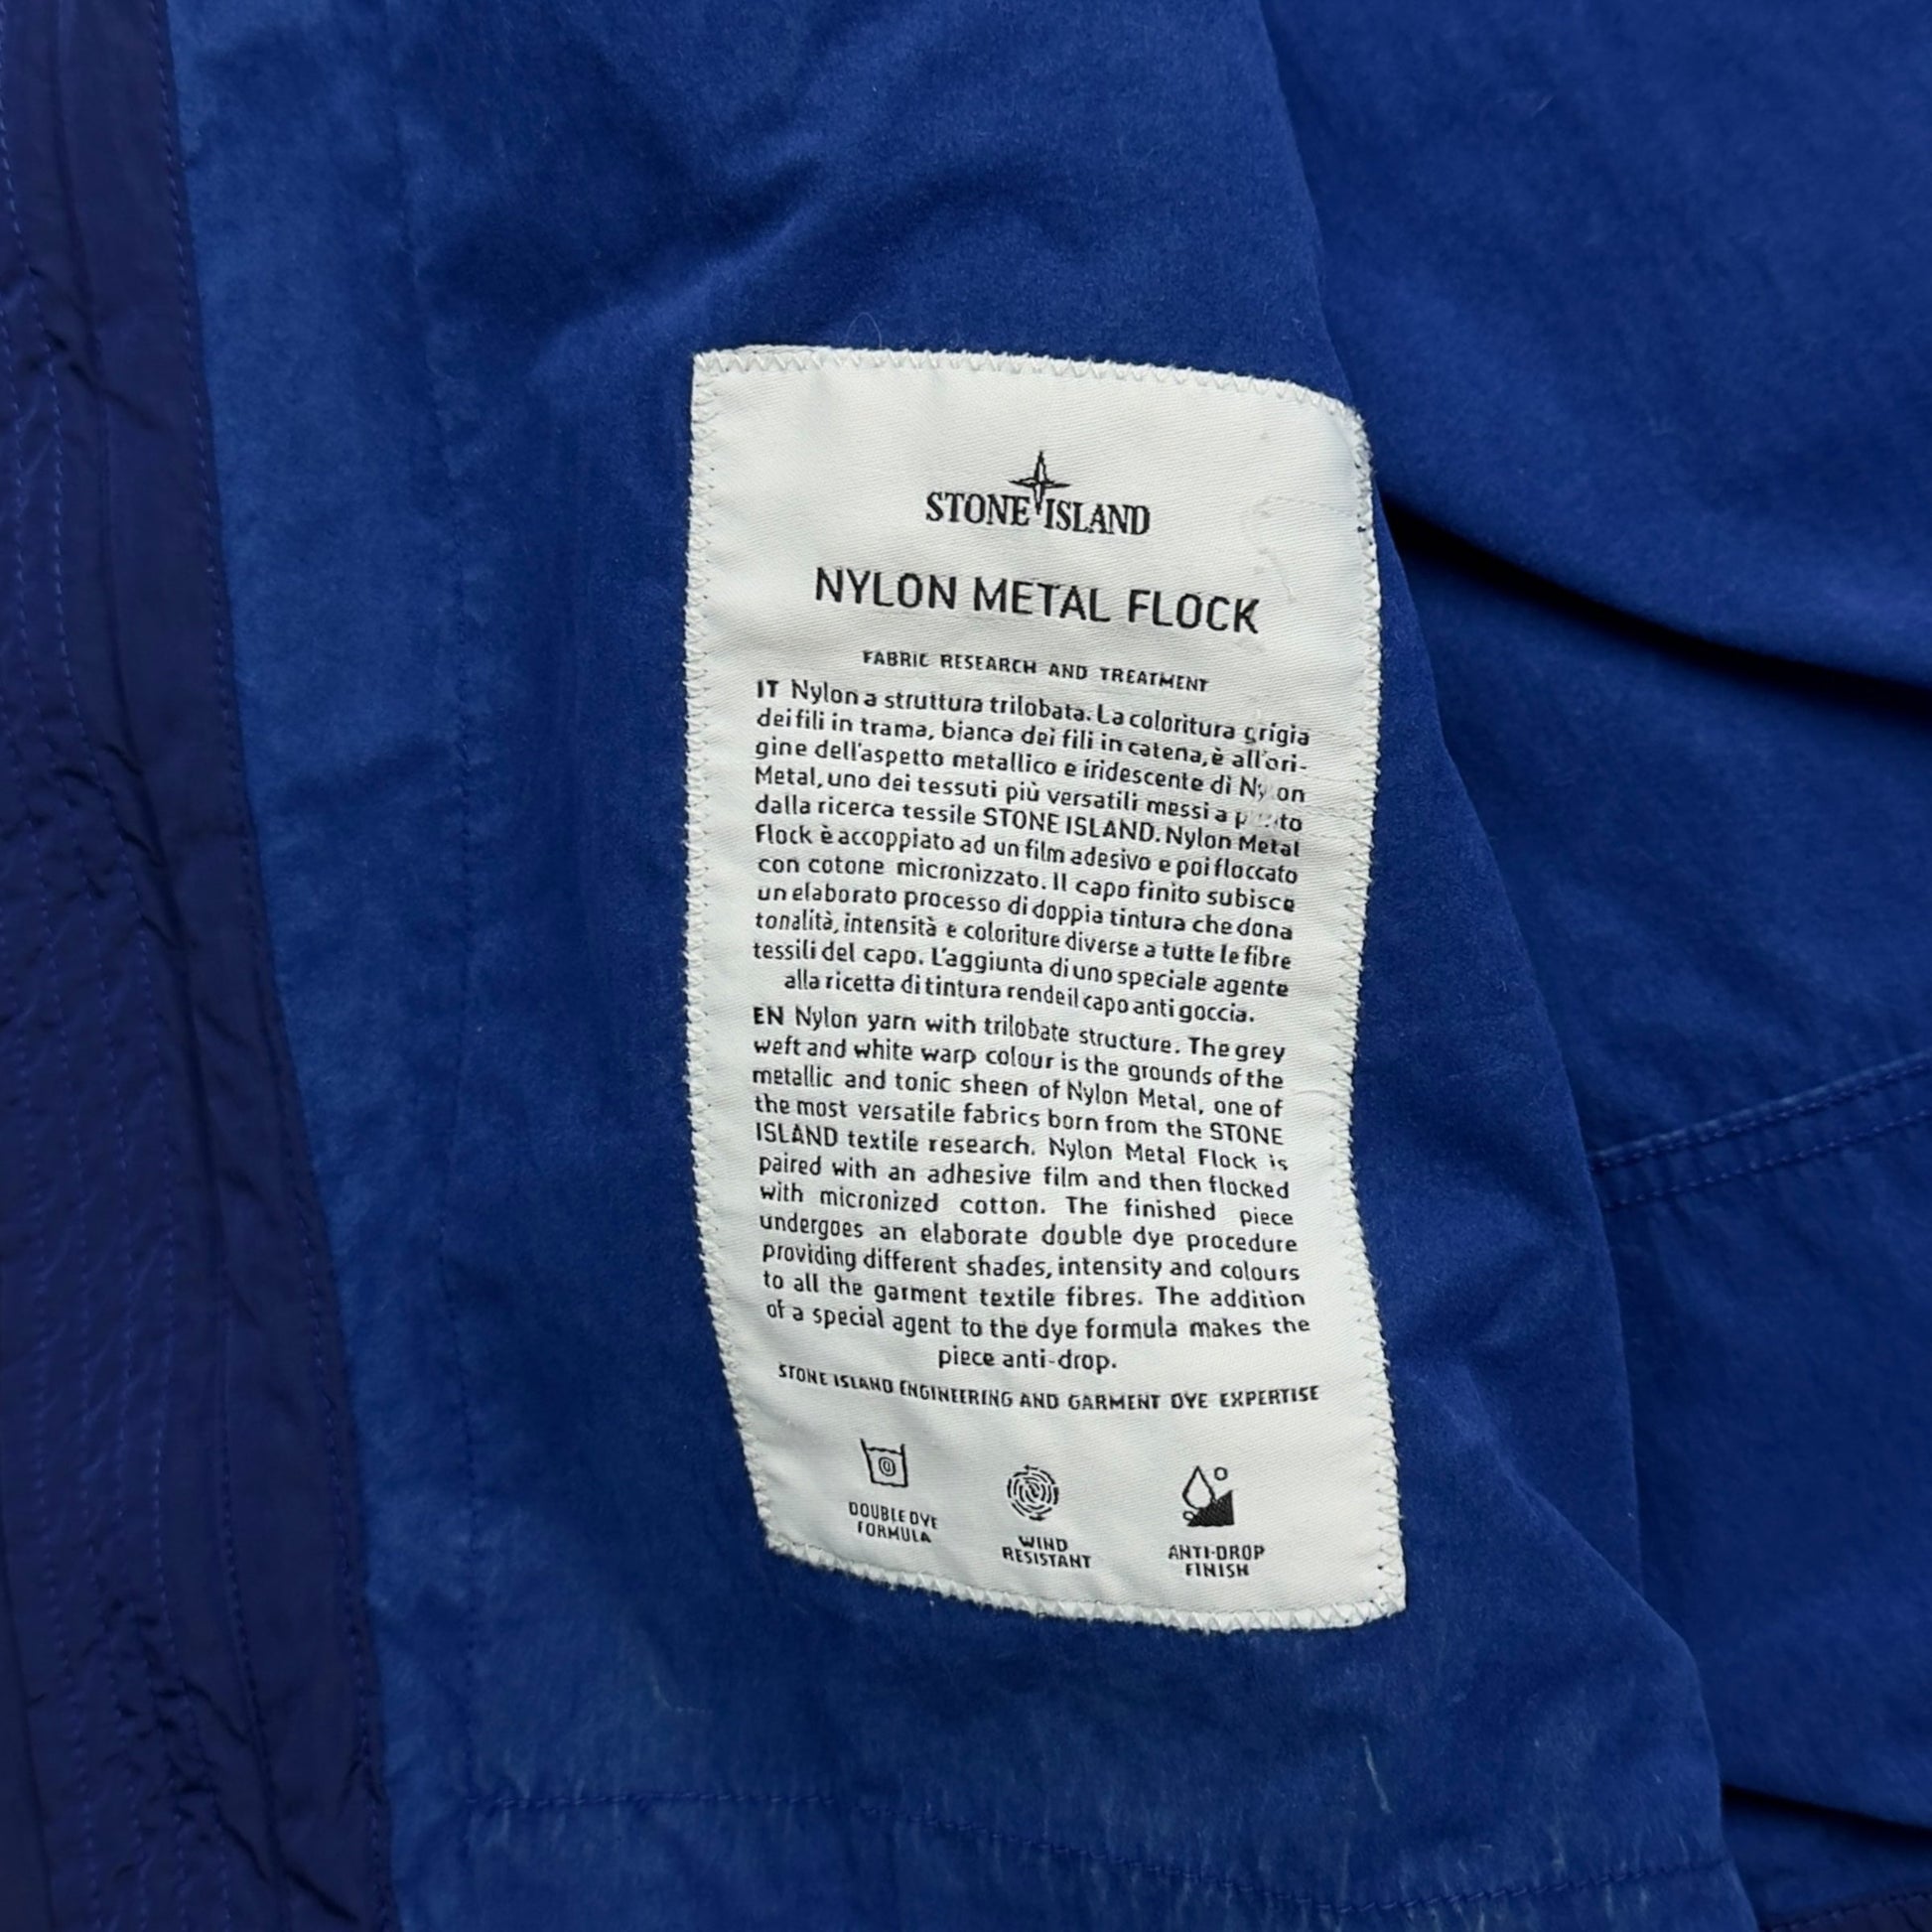 STONE ISLAND
NYLON METAL FLOCK
FABRIC RESEARCH AND TREATMENT
IT Nylon a struttura trilobata. La coloritura grigia
dei fili in trama, bianca dei fili in catena, è all'ori-
gine dell'aspetto metallico e iridescente di Nylon
Metal, uno dei tessuti più versatili messi a
dalla ricerca tessile STONE ISLAND. Nylon Metal
Flock è accoppiato ad un film adesivo e poi floccato
con cotone micronizzato. Il capo finito subisce
un elaborato processo di doppia tintura che dona
tonalità, intensità e coloriture diverse a tutte le fibre
tessili del capo. L'aggiunta di uno speciale agente
alla ricetta di tintura rende il capo anti goccia.
EN Nylon yarn with trilobate structure. The grey
weft and white warp colour is the grounds of the
metallic and tonic sheen of Nylon Metal, one of
the most versatile fabrics born from the STONE
ISLAND textile research. Nylon Metal Flock is
paired with an adhesive film and then flocked
with micronized cotton. The finished piece
undergoes an elaborate double dye procedure
providing different shades, intensity and colours
to all the garment textile fibres. The addition
of a special agent to the dye formula makes the
piece anti-drop.
STONE ISLAND ENGINEERING AND GARMENT DYE EXPERTISE
DOUBLE DYE
FORMULA
WIND
RESISTANT
ANTI-DROP
FINISH